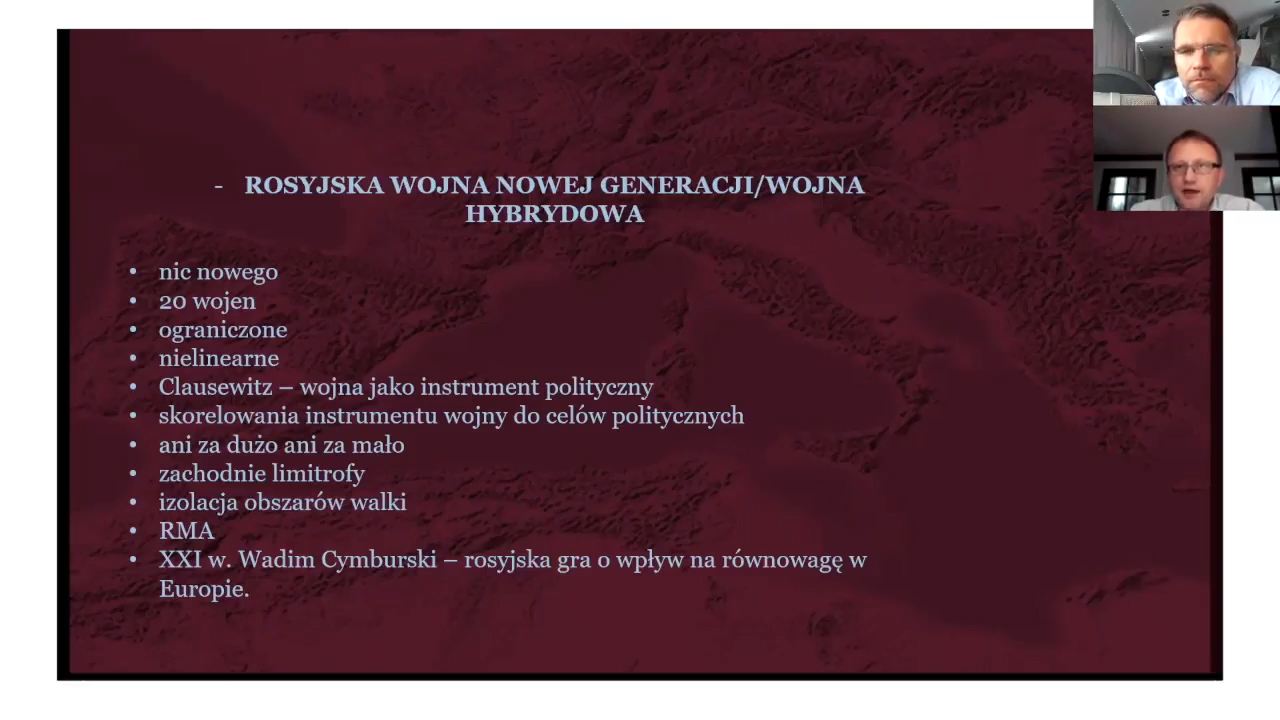 - ROSYJSKA WOJNA NOWEJ GENERACJI/WOJNA
HYBRYDOWA
• nic nowego
• 20 wojen
• ograniczone
• nielinearne
• Clausewitz – wojna jako instrument polityczny
• skorelowania instrumentu wojny do celów politycznych
• ani za dużo ani za mało
• zachodnie limitrofy
• izolacja obszarów walki
• RMA
• XXI w. Wadim Cymburski – rosyjska gra o wpływ na równowagę w
Europie.